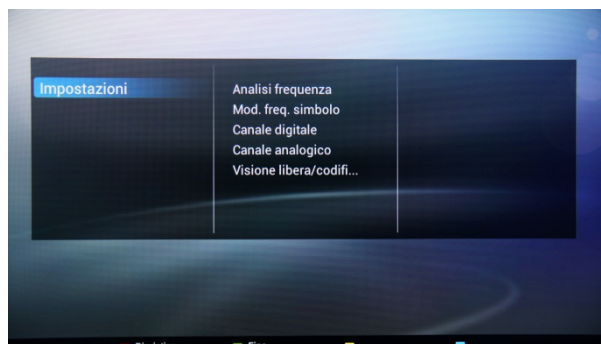 Impostazioni
Analisi frequenza
Mod. freq. simbolo
Canale digitale
Canale analogico
Visione libera/codifi...